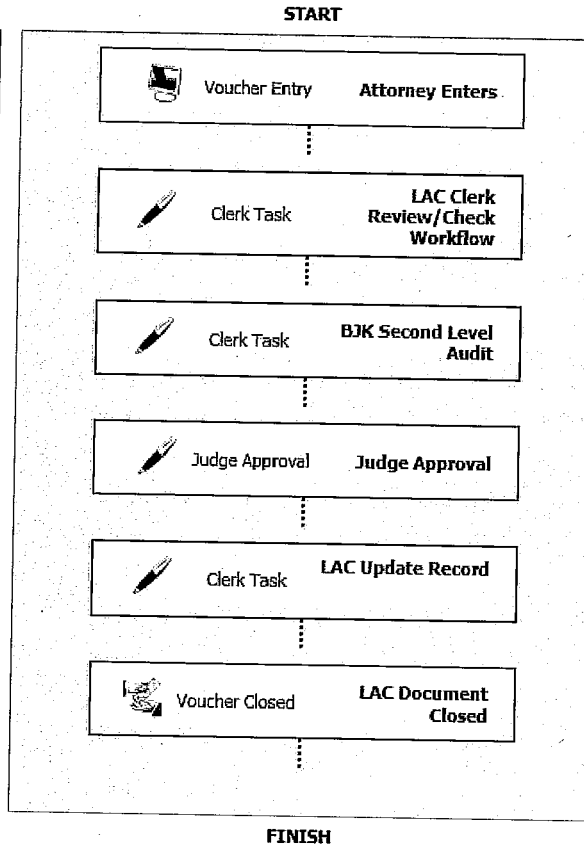 START
Voucher Entry Attorney Enters
LAC Clerk
Clerk Task Review/Check
Workflow
Clerk Task BJK Second Level
Audit
Judge Approval Judge Approval
Clerk Task LAC Update Record
Voucher Closed LAC Document
Closed
FINISH